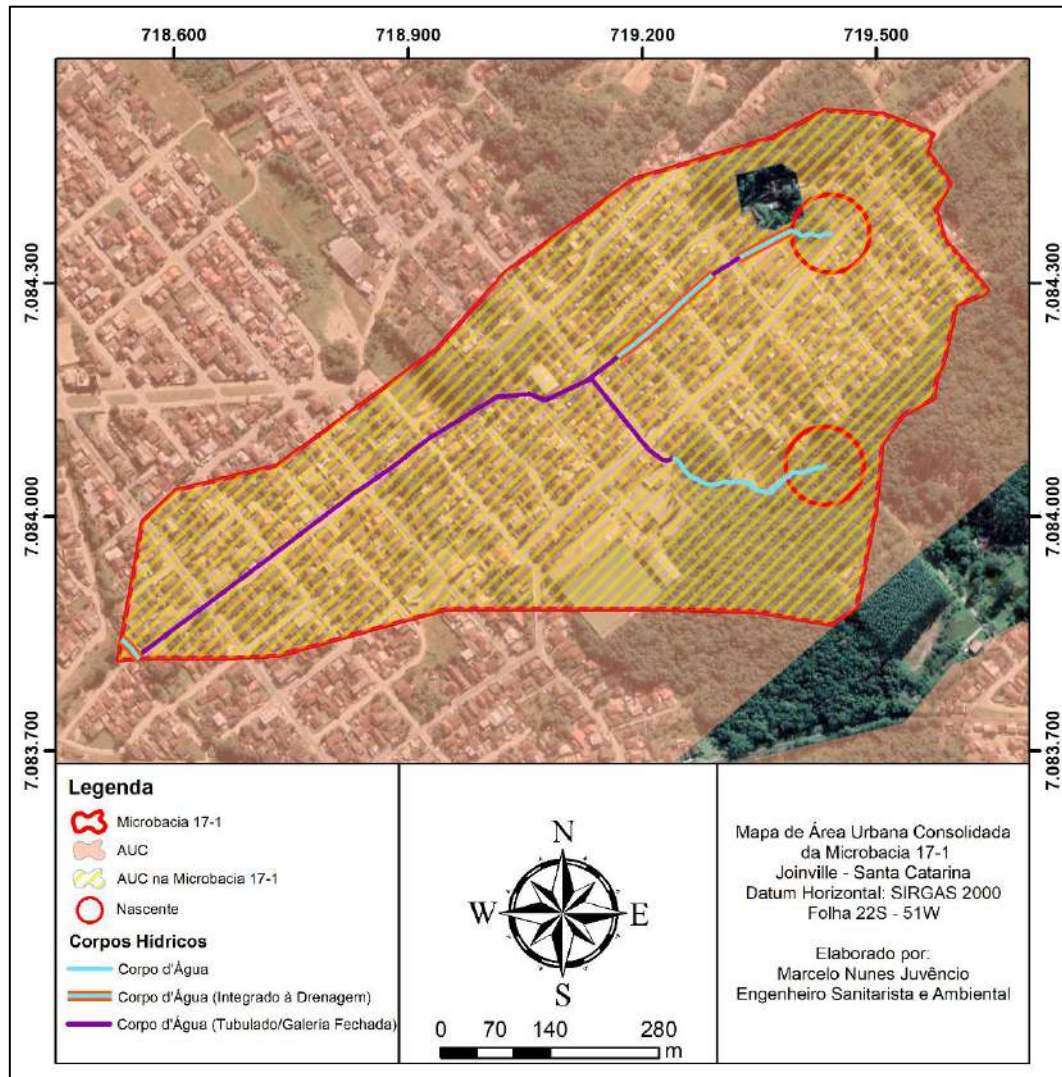 718.600 718.900 719.200 719.500
7.084.300 7.084.300
7.084.000 7.084.000
7.083.700 7.083.700
Legenda
Microbacia 17-1
AUC
AUC na Microbacia 17-1
Nascente
Corpos Hídricos
Corpo d'Água
Corpo d'Água (Integrado à Drenagem)
Corpo d'Água (Tubulado/Galeria Fechada)
N
W E
S
0 70 140 280
m
Mapa de Área Urbana Consolidada
da Microbacia 17-1
Joinville - Santa Catarina
Datum Horizontal: SIRGAS 2000
Folha 22S - 51W
Elaborado por:
Marcelo Nunes Juvêncio
Engenheiro Sanitarista e Ambiental